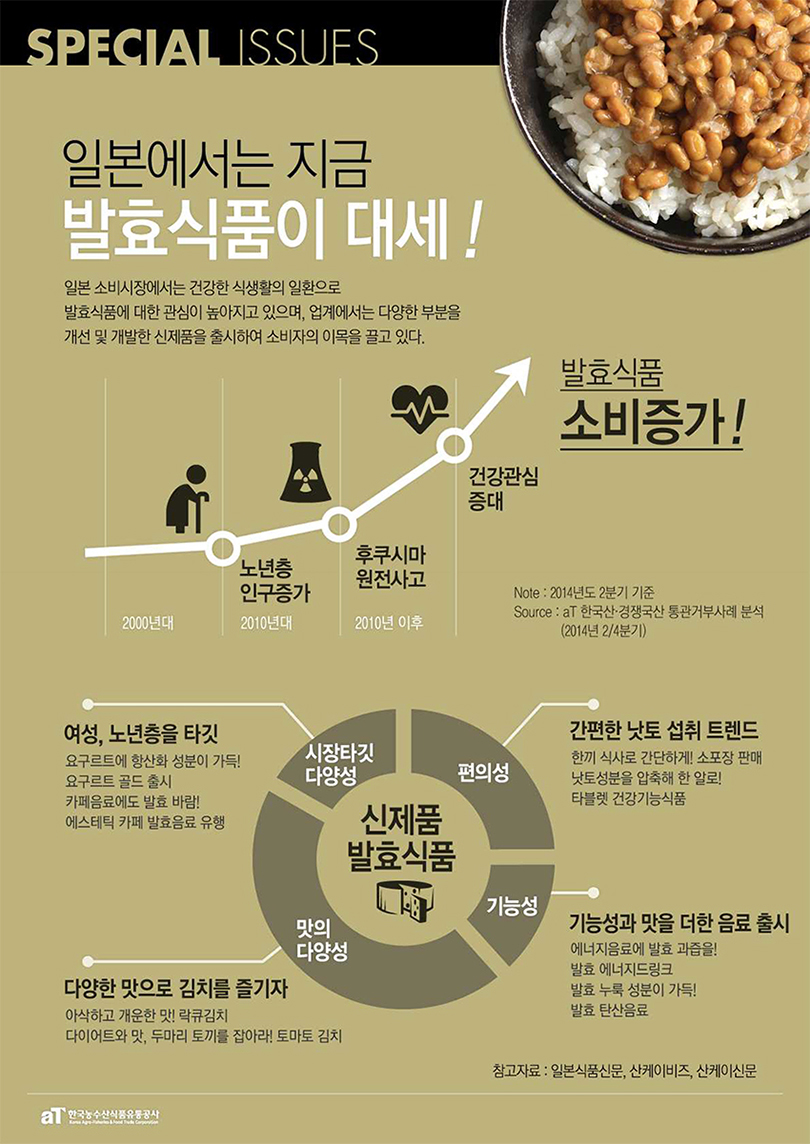 SPECIAL ISSUES
일본에서는 지금
발효식품이 대세!
일본 소비시장에서는 건강한 식생활의 일환으로
발효식품에 대한 관심이 높아지고 있으며, 업계에서는 다양한 부분을
개선 및 개발한 신제품을 출시하여 소비자의 이목을 끌고 있다.
발효식품
소비증가!
건강관심
증대
후쿠시마
원전사고
노년층
인구증가
2000년대
2010년대
2010년 이후
Note : 2014년도 2분기 기준
Source : aT 한국산·경쟁국산 통관거부사례 분석
(2014년 2/4분기)
여성, 노년층을 타깃
요구르트에 항산화 성분이 가득!
요구르트 골드 출시
카페음료에도 발효 바람!
에스테틱 카페 발효음료 유행
시장타깃
다양성
편의성
간편한 낫토 섭취 트렌드
한끼 식사로 간단하게! 소포장 판매
낫토성분을 압축해 한 알로!
타블렛 건강기능식품
신제품
발효식품
맛의
다양성
기능성
기능성과 맛을 더한 음료 출시
에너지음료에 발효 과즙을!
발효 에너지드링크
발효 누룩 성분이 가득!
발효 탄산음료
다양한 맛으로 김치를 즐기자
아삭하고 개운한 맛! 락큐김치
다이어트와 맛, 두마리 토끼를 잡아라! 토마토 김치
참고자료 : 일본식품신문, 산케이비즈, 산케이신문
aT 한국농수산식품유통공사
Korea Agro-Fisheries & Food Trade Corporation